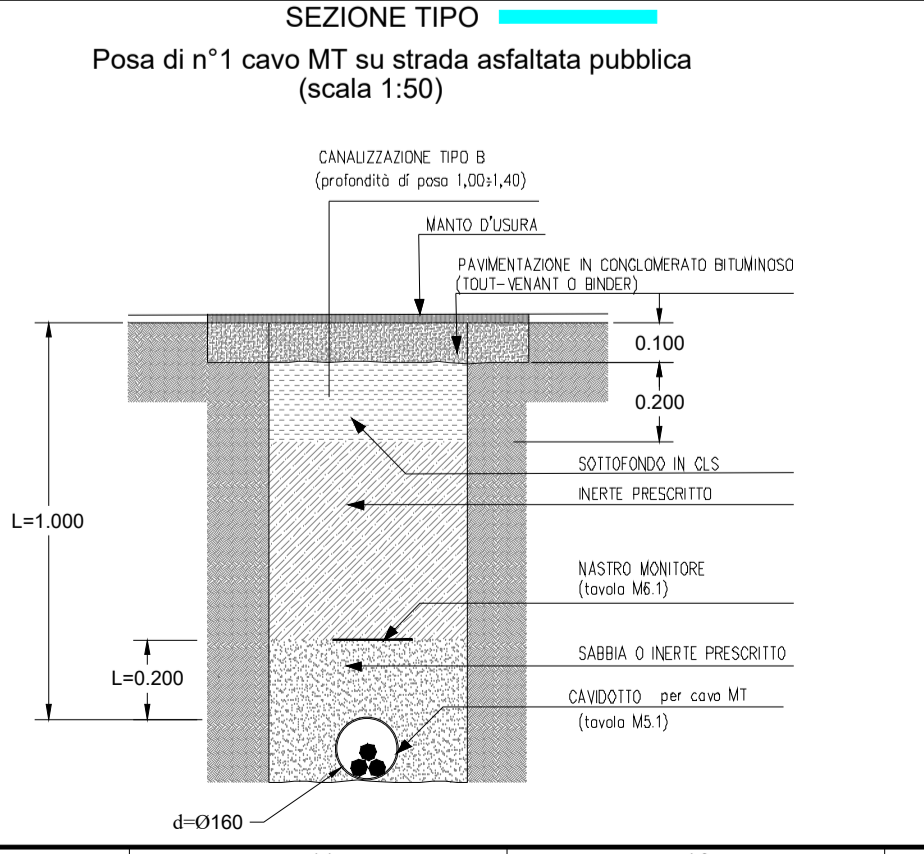 SEZIONE TIPO
Posa di n°1 cavo MT su strada asfaltata pubblica
(scala 1:50)
CANALIZZAZIONE TIPO B
(profondità di posa 1,00÷1,40)
MANTO D'USURA
PAVIMENTAZIONE IN CONGLOMERATO BITUMINOSO
(TOUT-VENANT O BINDER)
0.100
0.200
SOTTOFONDO IN CLS
INERTE PRESCRITTO
L=1.000
NASTRO MONITORE
(tavola M6.1)
SABBIA O INERTE PRESCRITTO
L=0.200
CAVIDOTTO per cavo MT
(tavola M5.1)
d=Ø160